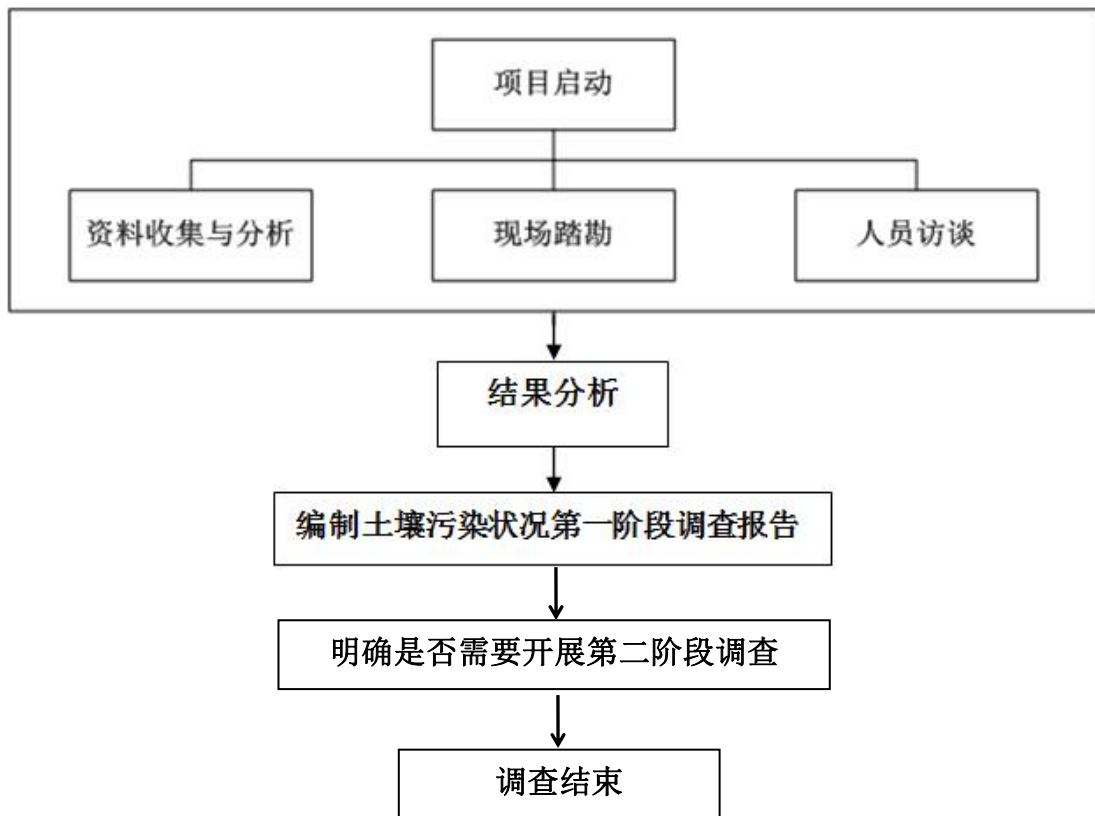 项目启动
资料收集与分析
现场踏勘
人员访谈
结果分析
编制土壤污染状况第一阶段调查报告
明确是否需要开展第二阶段调查
调查结束